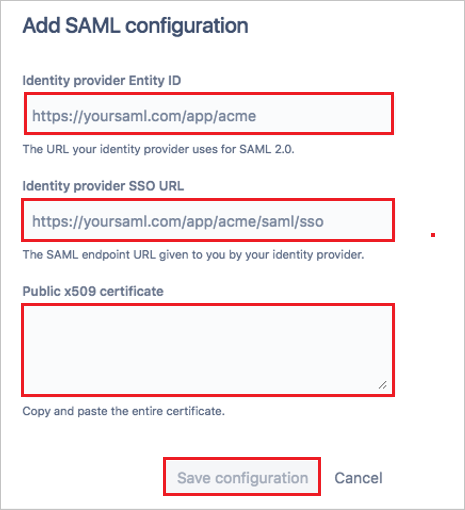 Add SAML configuration
Identity provider Entity ID
https://yoursaml.com/app/acme
The URL your identity provider uses for SAML 2.0.
Identity provider SSO URL
https://yoursaml.com/app/acme/saml/sso
The SAML endpoint URL given to you by your identity provider.
Public x509 certificate
Copy and paste the entire certificate.
Save configuration Cancel